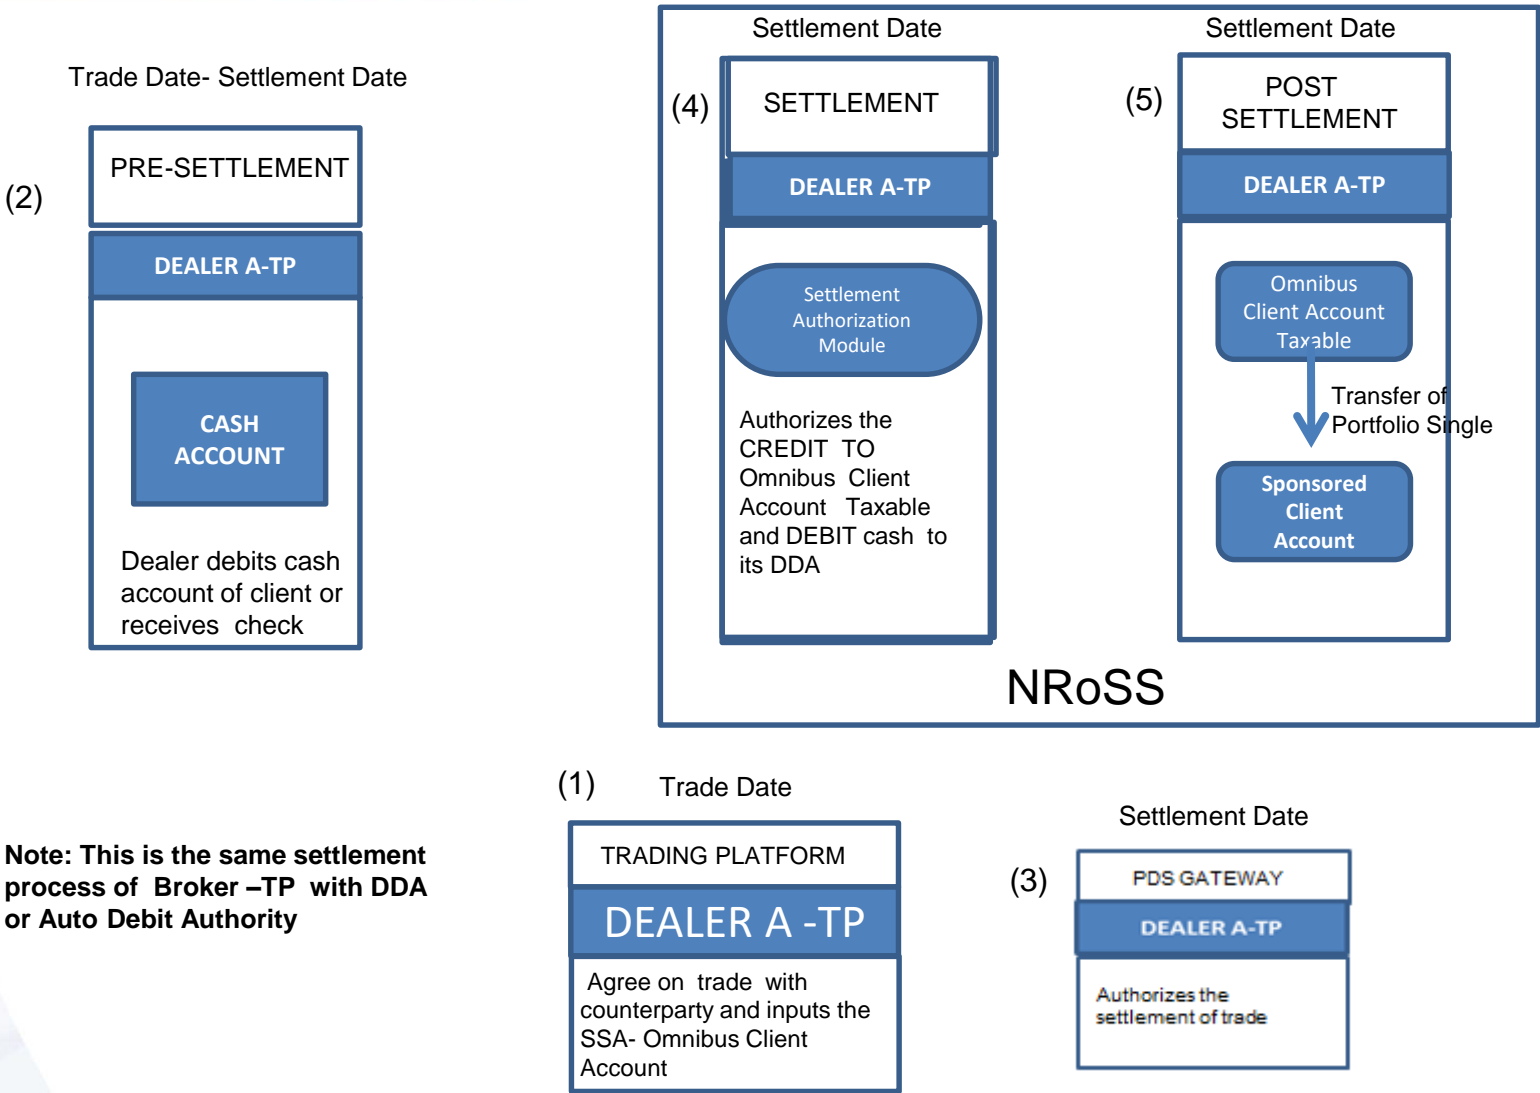 Trade Date- Settlement Date
(2)
PRE-SETTLEMENT
DEALER A-TP
CASH
ACCOUNT
Dealer debits cash
account of client or
receives check
Settlement Date
(4)
SETTLEMENT
DEALER A-TP
Settlement
Authorization
Module
Authorizes the
CREDIT TO
Omnibus Client
Account Taxable
and DEBIT cash to
its DDA
Settlement Date
(5)
POST
SETTLEMENT
DEALER A-TP
Omnibus
Client Account
Taxable
Transfer of
Portfolio Single
Sponsored
Client
Account
NRoSS
(1)
Trade Date
TRADING PLATFORM
DEALER A -TP
Agree on trade with
counterparty and inputs the
SSA- Omnibus Client
Account
Settlement Date
(3)
PDS GATEWAY
DEALER A-TP
Authorizes the
settlement of trade
Note: This is the same settlement
process of Broker –TP with DDA
or Auto Debit Authority